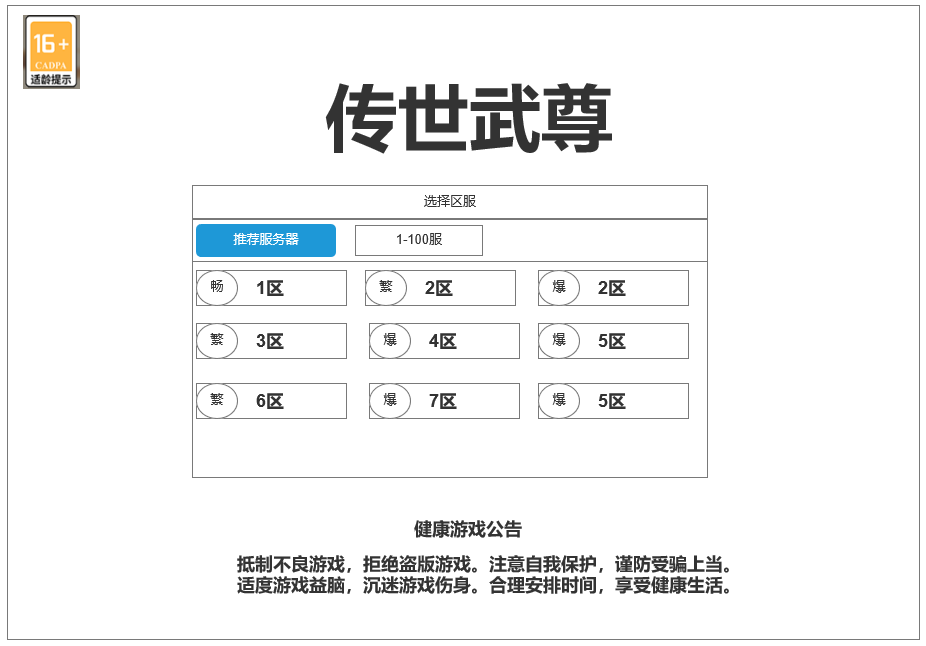 16+
CADPA
适龄提示
传世武尊
选择区服
推荐服务器 1-100服
畅 1区 繁 2区 爆 2区
繁 3区 爆 4区 爆 5区
繁 6区 爆 7区 爆 5区
健康游戏公告
抵制不良游戏，拒绝盗版游戏。注意自我保护，谨防受骗上当。
适度游戏益脑，沉迷游戏伤身。合理安排时间，享受健康生活。